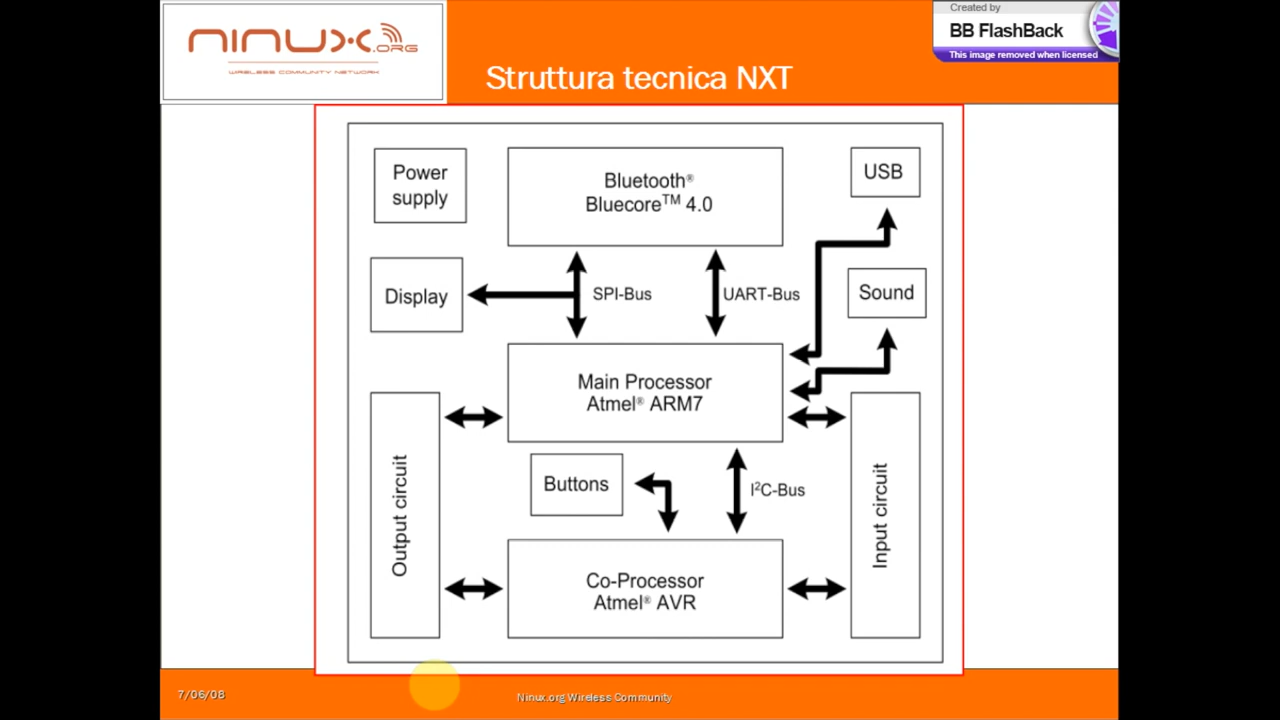 NINUX.ORG
WIRELESS COMMUNITY NETWORK
Created by
BB FlashBack
This image removed when licensed
Struttura tecnica NXT
Power
supply
Bluetooth®
Bluecore™ 4.0
USB
Display
SPI-Bus
UART-Bus
Sound
Main Processor
Atmel® ARM7
Output circuit
Buttons
I²C-Bus
Input circuit
Co-Processor
Atmel® AVR
7/06/08
Ninux.org Wireless Community